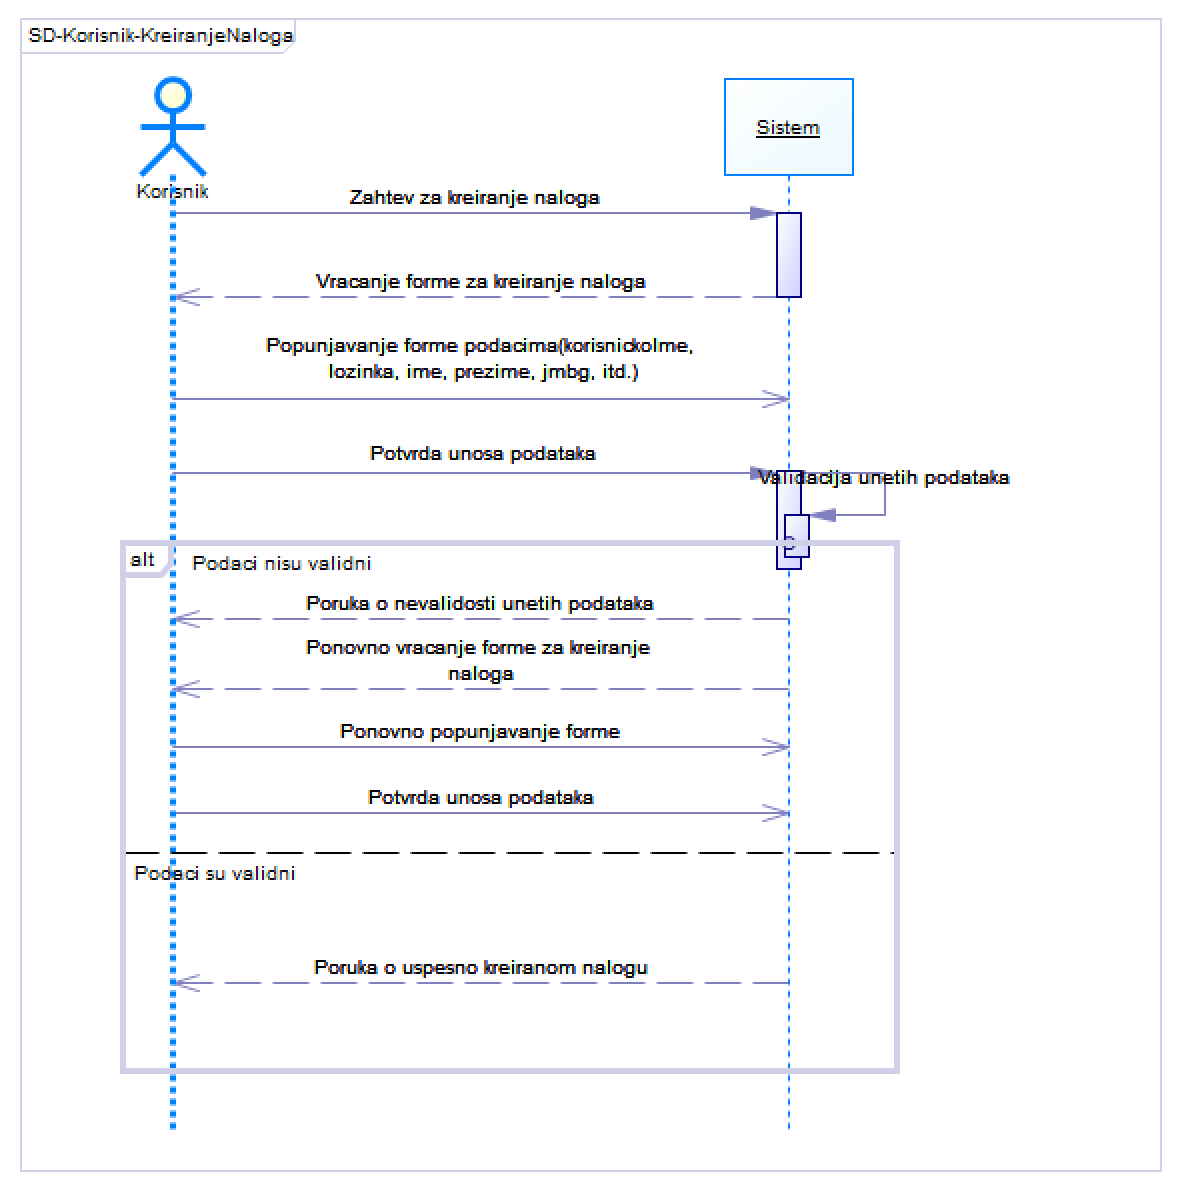 SD-Korisnik-KreiranjeNaloga
Sistem
Korisnik
Zahtev za kreiranje naloga
Vracanje forme za kreiranje naloga
Popunjavanje forme podacima(korisnickoIme,
lozinka, ime, prezime, jmbg, itd.)
Potvrda unosa podataka
Validacija unetih podataka
alt
Podaci nisu validni
Poruka o nevalidosti unetih podataka
Ponovno vracanje forme za kreiranje
naloga
Ponovno popunjavanje forme
Potvrda unosa podataka
Podaci su validni
Poruka o uspesno kreiranom nalogu